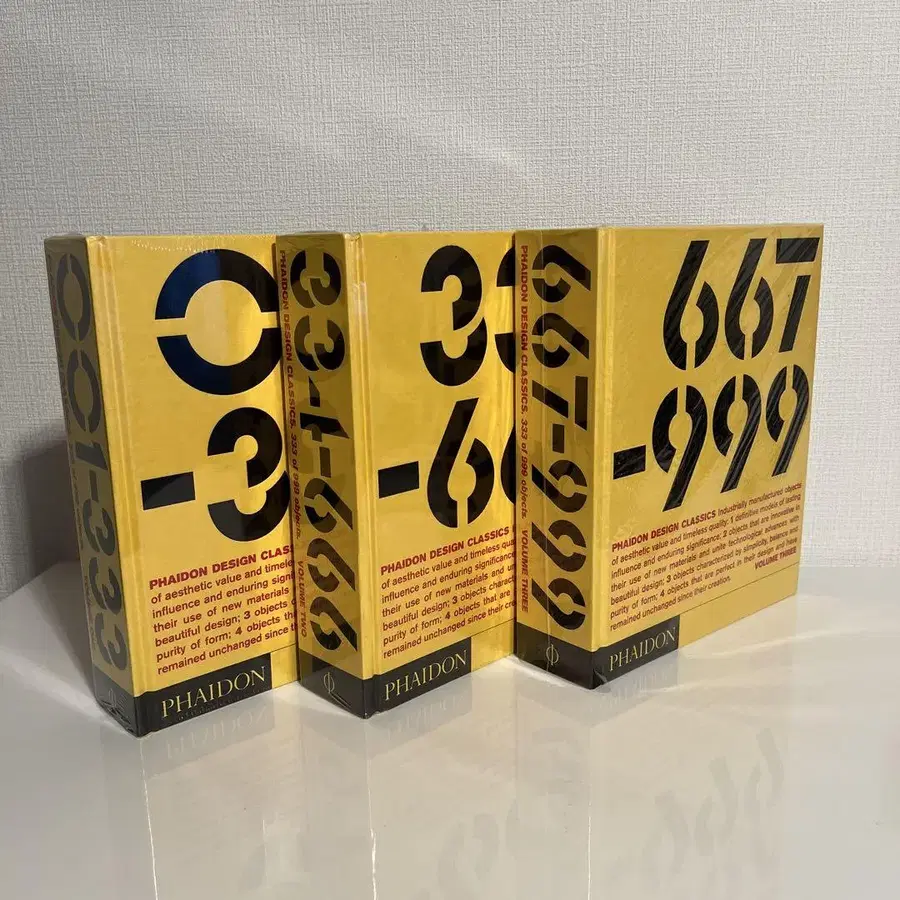 001-333
O
-3
PHAIDON DESIGN CLASS
of aesthetic value and timele
influence and enduring signi
their use of new materials
beautiful design; 3 objects
purity of form; 4 objects
remained unchanged since
PHAIDON
334-666
PHAIDON DESIGN CLASSICS. 333 of 999 objects. VOLUME TWO
33
-66
PHAIDON DESIGN CLASSICS
of aesthetic value and timeless
influence and enduring significance
their use of new materials and
beautiful design; 3 objects characte
purity of form; 4 objects that are
remained unchanged since their crea
PHAIDON
667-999
PHAIDON DESIGN CLASSICS. 333 of 999 objects. VOLUME THREE
667
-999
PHAIDON DESIGN CLASSICS Industrially manufactured objects
of aesthetic value and timeless quality: 1 definitive models of lasting
influence and enduring significance; 2 objects that are innovative in
their use of new materials and unite technological advances with
beautiful design; 3 objects characterized by simplicity, balance and
purity of form; 4 objects that are perfect in their design and have
remained unchanged since their creation. VOLUME THREE
PHAIDON